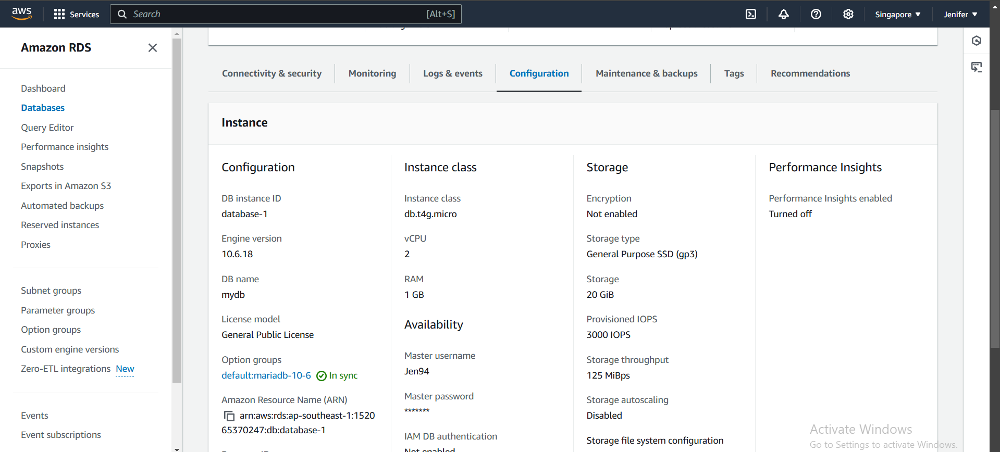 aws
Services
Search
[Alt+S]
Singapore
Jenifer
Amazon RDS
Dashboard
Databases
Query Editor
Performance insights
Snapshots
Exports in Amazon S3
Automated backups
Reserved instances
Proxies
Subnet groups
Parameter groups
Option groups
Custom engine versions
Zero-ETL integrations New
Events
Event subscriptions
Connectivity & security
Monitoring
Logs & events
Configuration
Maintenance & backups
Tags
Recommendations
Instance
Configuration
DB instance ID
database-1
Engine version
10.6.18
DB name
mydb
License model
General Public License
Option groups
default:mariadb-10-6 In sync
Amazon Resource Name (ARN)
arn:aws:rds:ap-southeast-1:1520
65370247:db:database-1
Instance class
Instance class
db.t4g.micro
vCPU
2
RAM
1 GB
Availability
Master username
Jen94
Master password
*******
IAM DB authentication
Not enabled
Storage
Encryption
Not enabled
Storage type
General Purpose SSD (gp3)
Storage
20 GiB
Provisioned IOPS
3000 IOPS
Storage throughput
125 MiBps
Storage autoscaling
Disabled
Storage file system configuration
Performance Insights
Performance Insights enabled
Turned off
Activate Windows
Go to Settings to activate Windows.